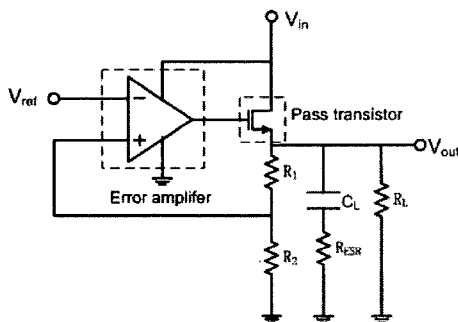 Vin
Vref
−
+
Pass transistor
Vout
Error amplifer
R1
CL
RL
R2
RESR